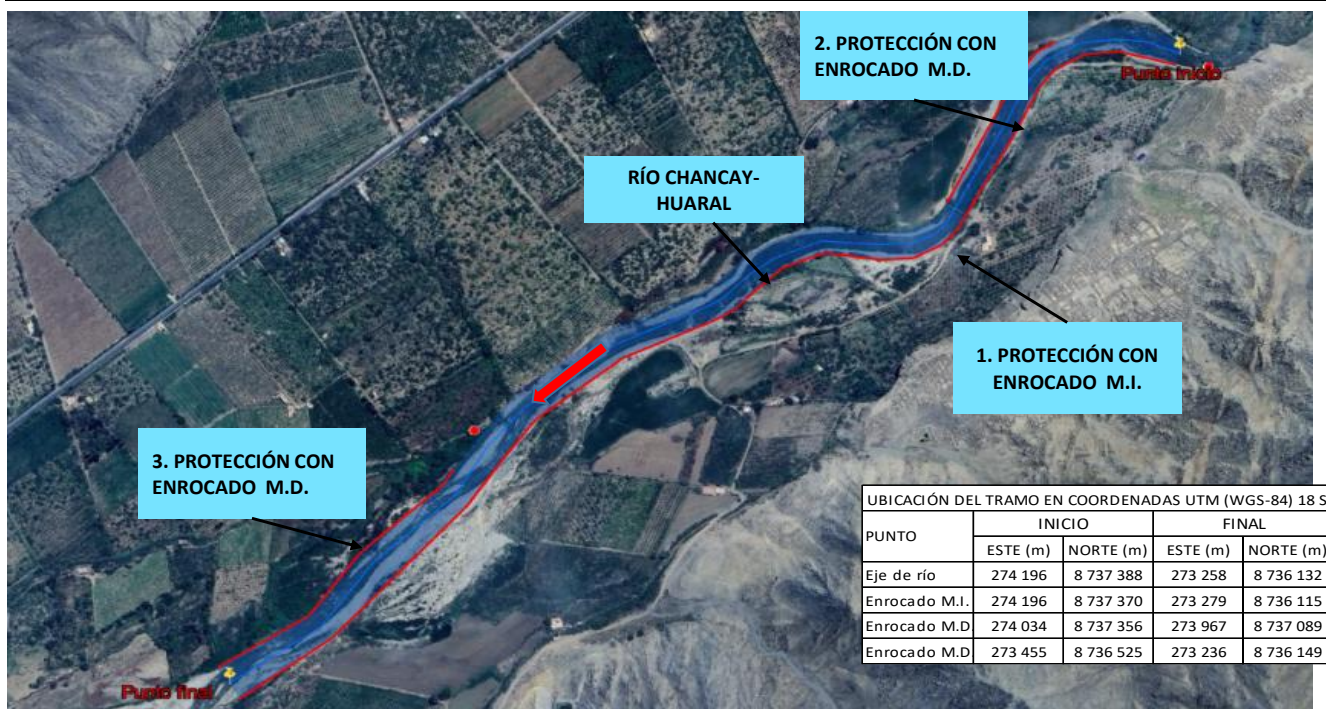 2. PROTECCIÓN CON
ENROCADO M.D.
Punto inicio
RÍO CHANCAY-
HUARAL
1. PROTECCIÓN CON
ENROCADO M.I.
3. PROTECCIÓN CON
ENROCADO M.D.
Punto final
UBICACIÓN DEL TRAMO EN COORDENADAS UTM (WGS-84) 18 S
PUNTO INICIO FINAL
ESTE (m) NORTE (m) ESTE (m) NORTE (m)
Eje de río 274 196 8 737 388 273 258 8 736 132
Enrocado M.I. 274 196 8 737 370 273 279 8 736 115
Enrocado M.D 274 034 8 737 356 273 967 8 737 089
Enrocado M.D 273 455 8 736 525 273 236 8 736 149